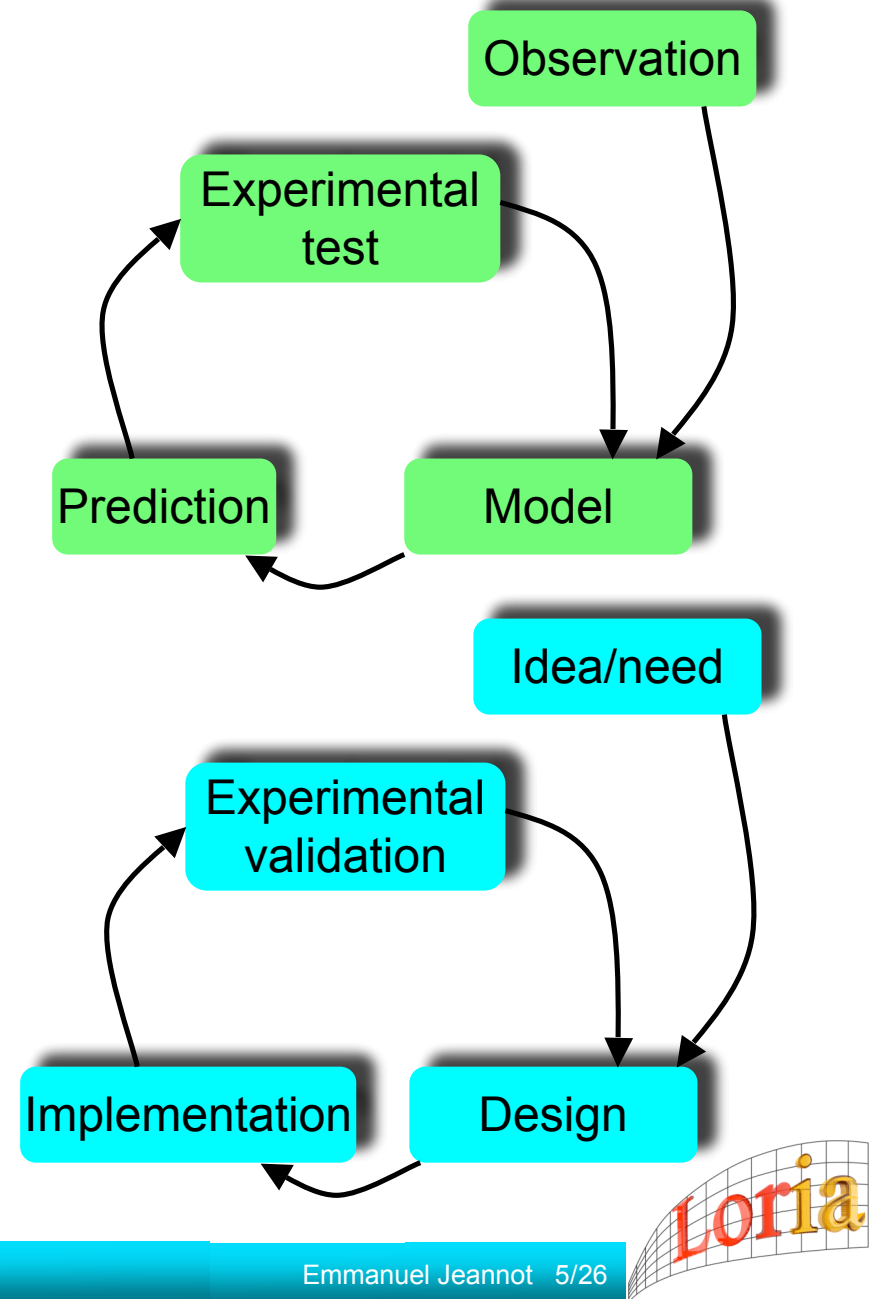 Observation
Experimental
test
Prediction
Model
Idea/need
Experimental
validation
Implementation
Design
Loria
Emmanuel Jeannot 5/26